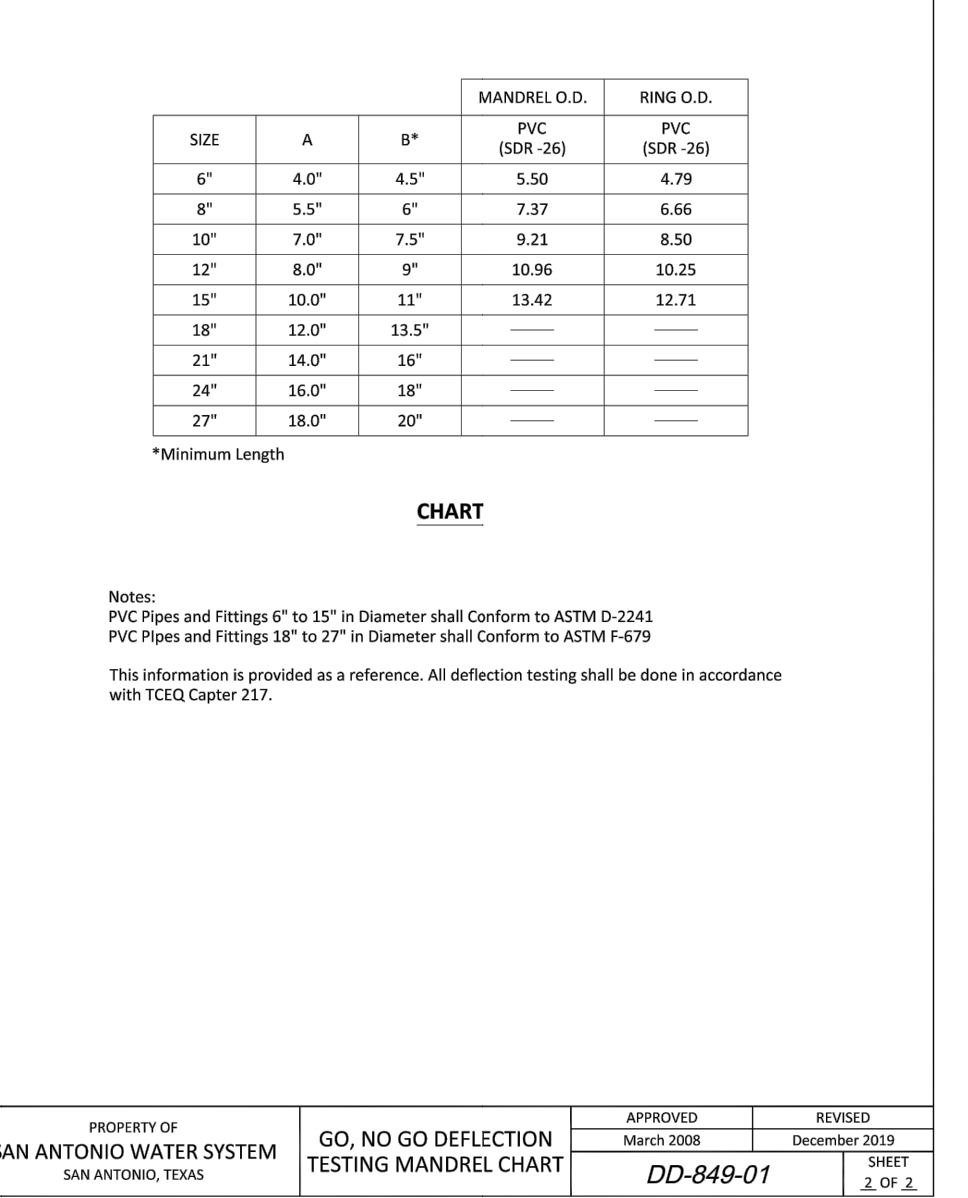 MANDREL O.D. RING O.D.
SIZE A B* PVC (SDR -26) PVC (SDR -26)
6" 4.0" 4.5" 5.50 4.79
8" 5.5" 6" 7.37 6.66
10" 7.0" 7.5" 9.21 8.50
12" 8.0" 9" 10.96 10.25
15" 10.0" 11" 13.42 12.71
18" 12.0" 13.5" —— ——
21" 14.0" 16" —— ——
24" 16.0" 18" —— ——
27" 18.0" 20" —— ——
*Minimum Length
CHART
Notes:
PVC Pipes and Fittings 6" to 15" in Diameter shall Conform to ASTM D-2241
PVC PIpes and Fittings 18" to 27" in Diameter shall Conform to ASTM F-679
This information is provided as a reference. All deflection testing shall be done in accordance
with TCEQ Capter 217.
PROPERTY OF
SAN ANTONIO WATER SYSTEM
SAN ANTONIO, TEXAS
GO, NO GO DEFLECTION
TESTING MANDREL CHART
APPROVED
March 2008
REVISED
December 2019
DD-849-01
SHEET
2 OF 2